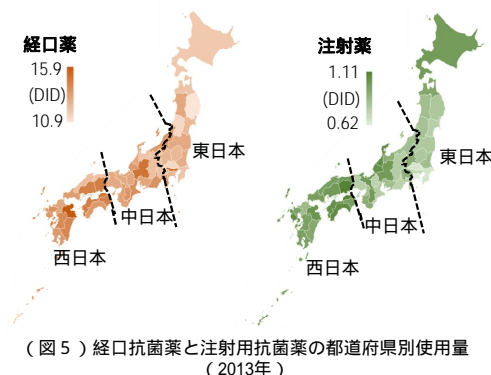 経口薬
15.9
(DID)
10.9
東日本
中日本
西日本
注射薬
1.11
(DID)
0.62
東日本
中日本
西日本
(図5)経口抗菌薬と注射用抗菌薬の都道府県別使用量
(2013年)